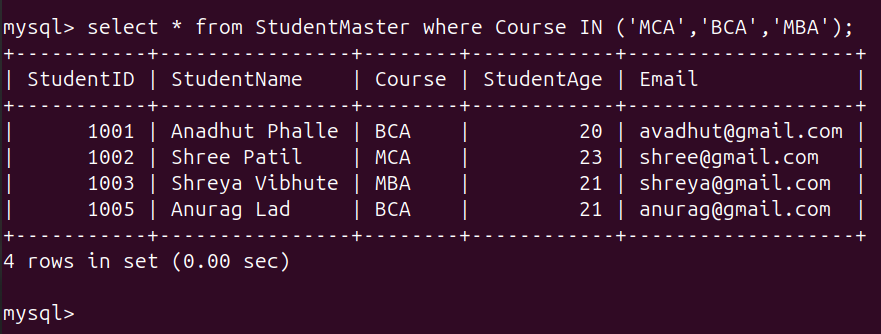 mysql> select * from StudentMaster where Course IN ('MCA','BCA','MBA');
+-----------+----------------+--------+------------+-------------------+
| StudentID | StudentName    | Course | StudentAge | Email             |
+-----------+----------------+--------+------------+-------------------+
|      1001 | Anadhut Phalle | BCA    |         20 | avadhut@gmail.com |
|      1002 | Shree Patil    | MCA    |         23 | shree@gmail.com   |
|      1003 | Shreya Vibhute | MBA    |         21 | shreya@gmail.com  |
|      1005 | Anurag Lad     | BCA    |         21 | anurag@gmail.com  |
+-----------+----------------+--------+------------+-------------------+
4 rows in set (0.00 sec)
mysql>